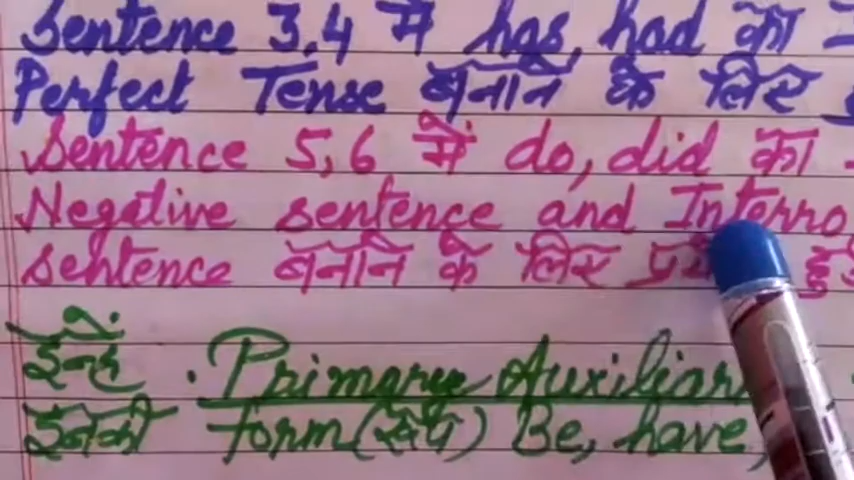 Sentence 3,4 में has, had का
Perfect Tense बनाने के लिए
Sentence 5,6 में do, did का
Negative sentence and Interro
sentence बनाने के लिए
इन्हें Primary Auxiliar
इनकी form (रूप) Be, have,